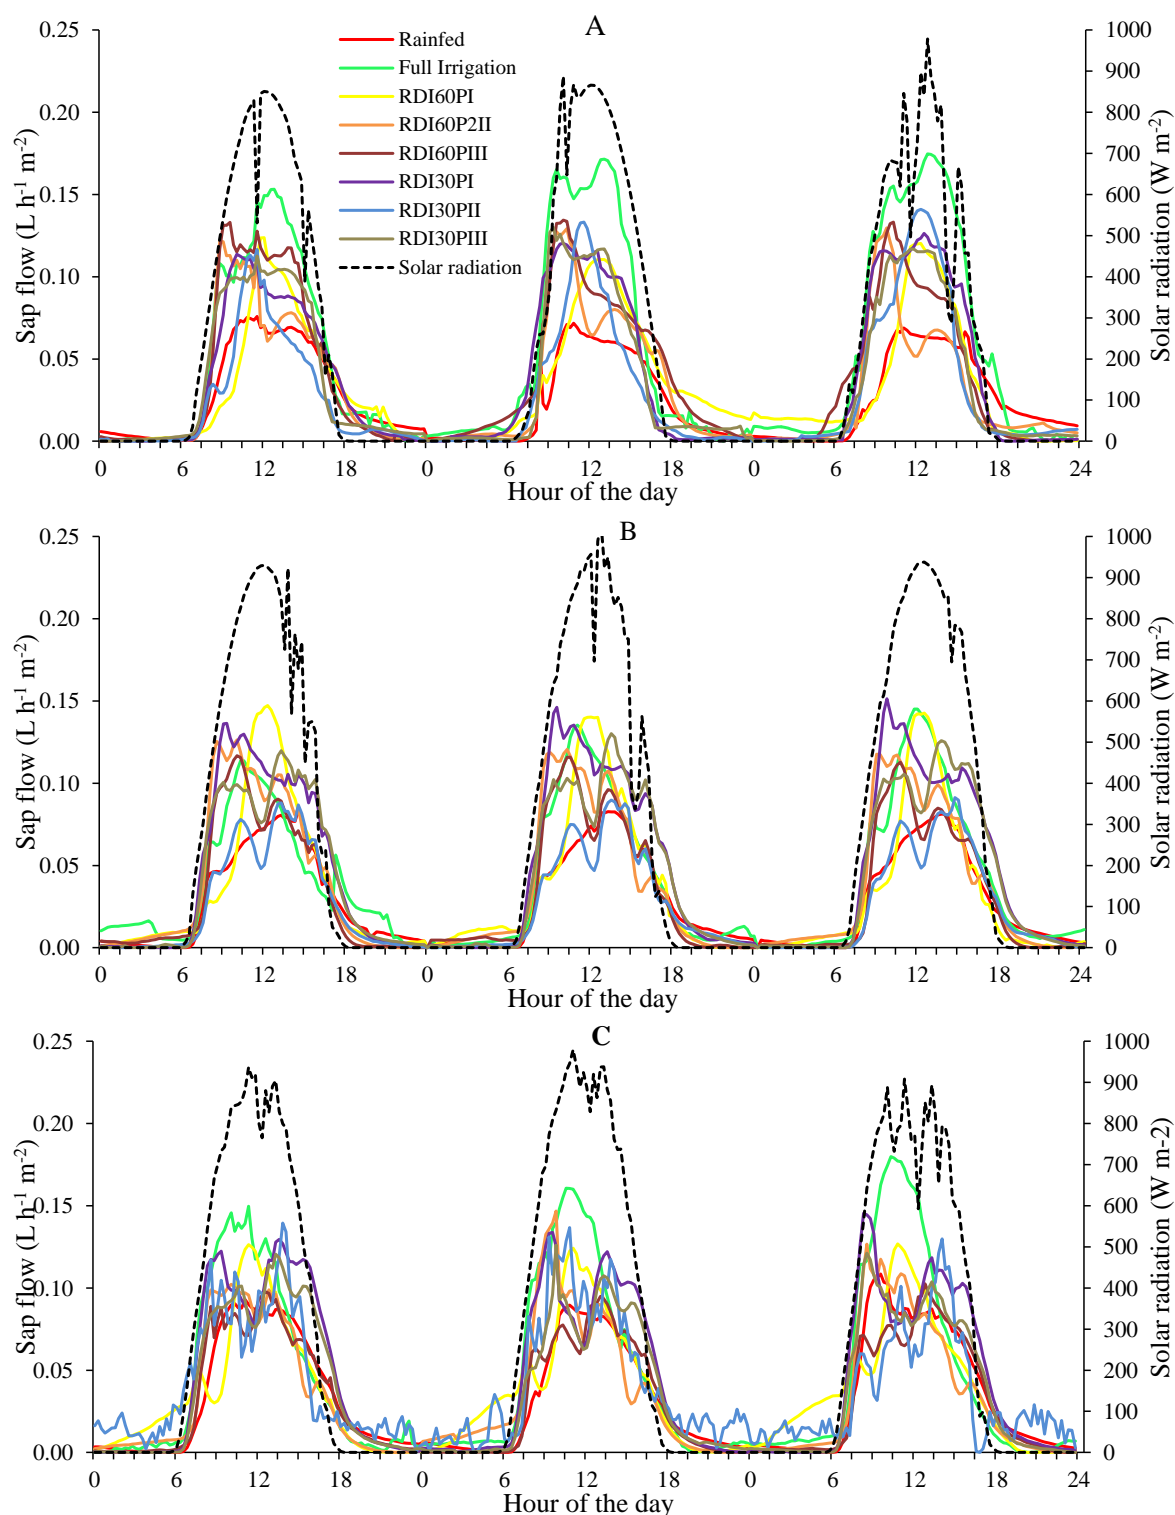 A
Sap flow (L h-1 m-2)
0.25
0.20
0.15
0.10
0.05
0.00
Rainfed
Full Irrigation
RDI60PI
RDI60P2II
RDI60PIII
RDI30PI
RDI30PII
RDI30PIII
Solar radiation
1000
900
800
700
600
500
400
300
200
100
0
Solar radiation (W m-2)
0 6 12 18 0 6 12 18 0 6 12 18 24
Hour of the day
B
Sap flow (L h-1 m-2)
0.25
0.20
0.15
0.10
0.05
0.00
1000
900
800
700
600
500
400
300
200
100
0
Solar radiation (W m-2)
0 6 12 18 0 6 12 18 0 6 12 18 24
Hour of the day
C
Sap flow (L h-1 m-2)
0.25
0.20
0.15
0.10
0.05
0.00
1000
900
800
700
600
500
400
300
200
100
0
Solar radiation (W m-2)
0 6 12 18 0 6 12 18 0 6 12 18 24
Hour of the day